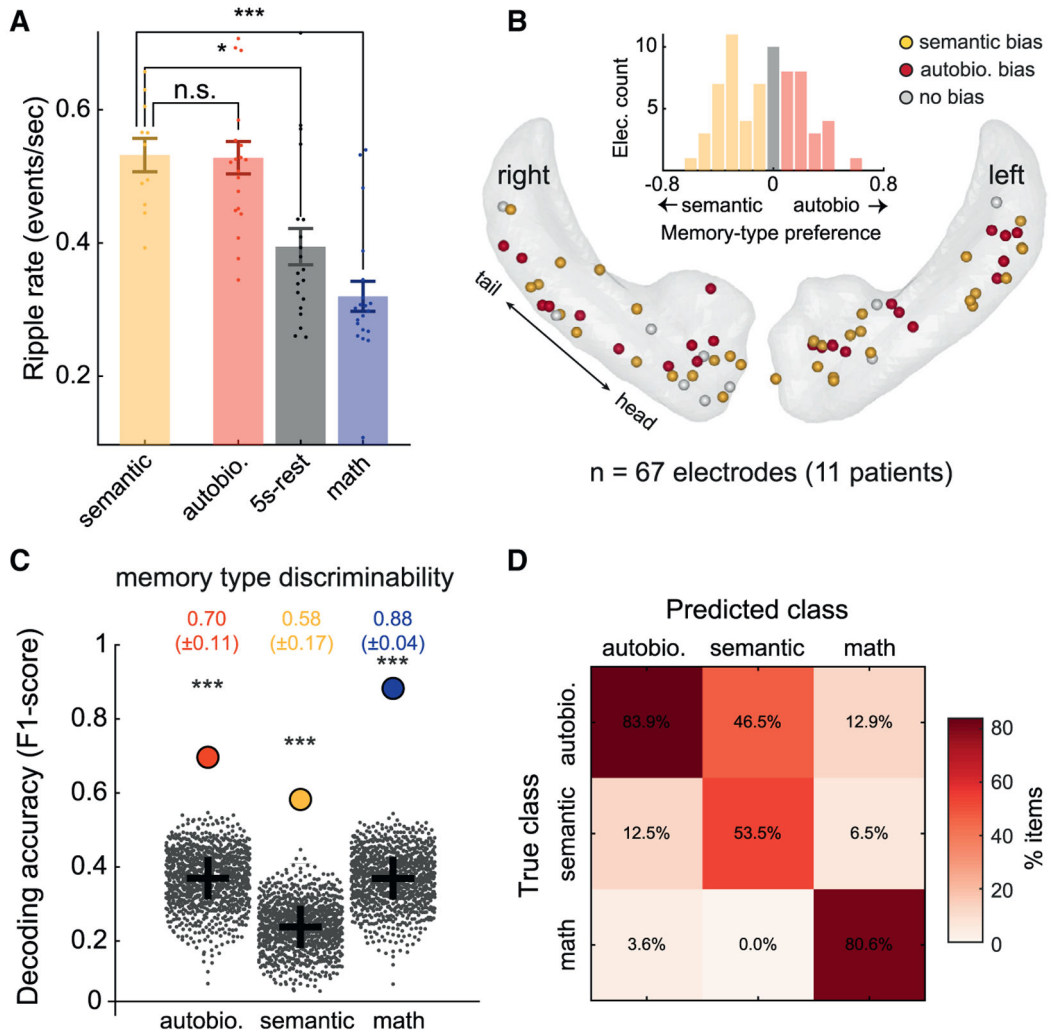 A
Ripple rate (events/sec)
0.6
0.4
0.2
***
*
n.s.
semantic
autobio.
5s-rest
math
B
Elec. count
10
5
-0.8
0
0.8
← semantic
autobio →
Memory-type preference
semantic bias
autobio. bias
no bias
right
left
tail
head
n = 67 electrodes (11 patients)
C
memory type discriminability
0.70
(±0.11)
0.58
(±0.17)
0.88
(±0.04)
***
***
***
Decoding accuracy (F1-score)
1
0.8
0.6
0.4
0.2
0
autobio.
semantic
math
D
Predicted class
autobio.
semantic
math
True class
autobio.
semantic
math
83.9%
46.5%
12.9%
12.5%
53.5%
6.5%
3.6%
0.0%
80.6%
80
60
40
20
0
% items